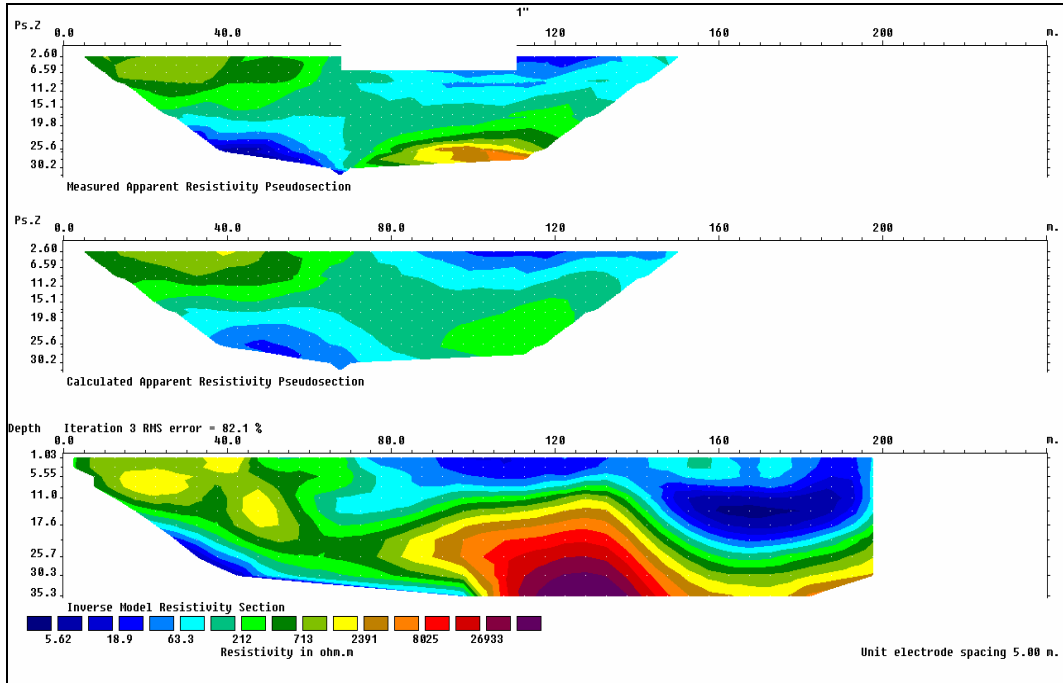 1"
Ps.Z 0.0 40.0 120 160 200 m.
2.60
6.59
11.2
15.1
19.8
25.6
30.2
Measured Apparent Resistivity Pseudosection
Ps.Z 0.0 40.0 80.0 120 160 200 m.
2.60
6.59
11.2
15.1
19.8
25.6
30.2
Calculated Apparent Resistivity Pseudosection
Depth Iteration 3 RMS error = 82.1 %
0.0 40.0 80.0 120 160 200 m.
1.03
5.55
11.0
17.6
25.7
30.3
35.3
Inverse Model Resistivity Section
5.62 18.9 63.3 212 713 2391 8025 26933
Resistivity in ohm.m Unit electrode spacing 5.00 m.